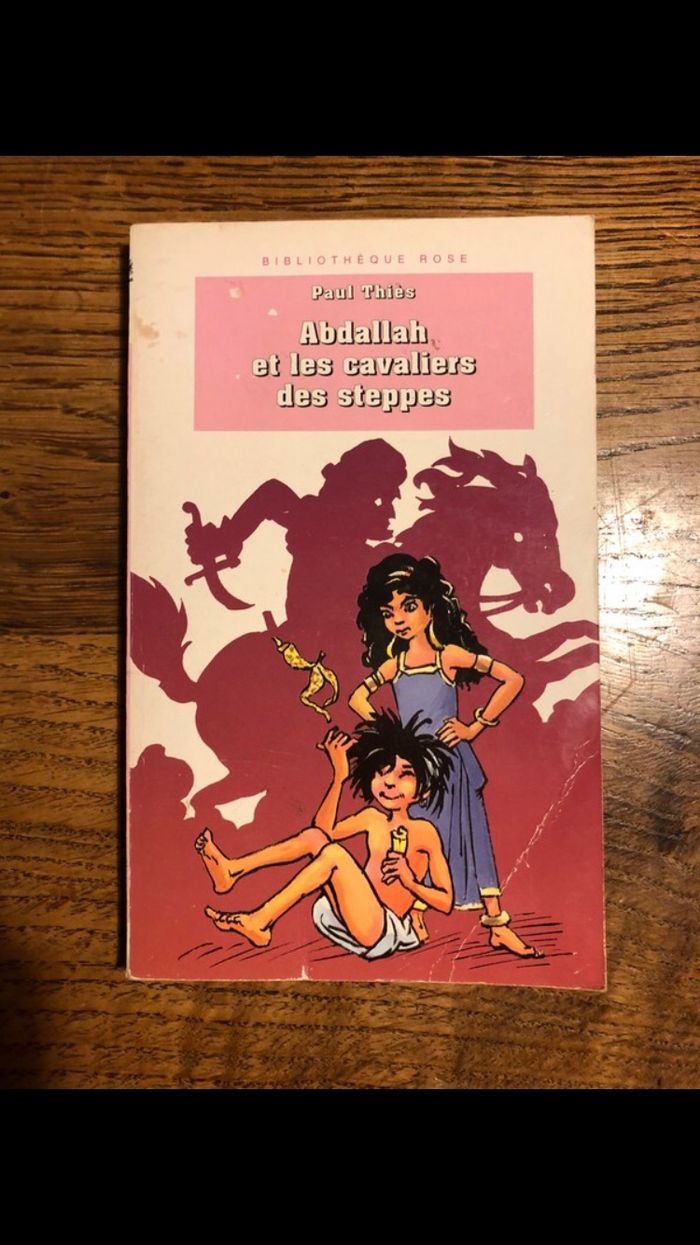 BIBLIOTHÈQUE ROSE
Paul Thiès
Abdallah
et les cavaliers
des steppes